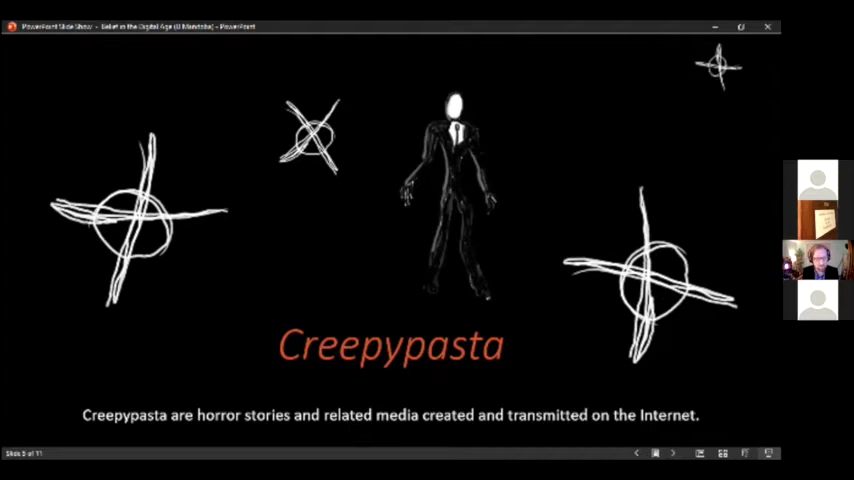 PowerPoint Slide Show - Belief in the Digital Age (U Manitoba) - PowerPoint
Creepypasta
Creepypasta are horror stories and related media created and transmitted on the Internet.
Slide 5 of 11